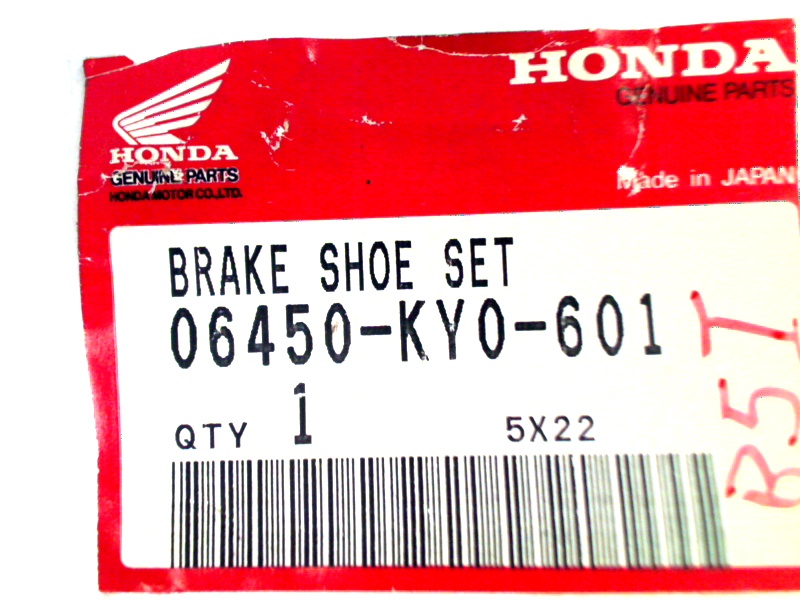 HONDA
GENUINE PARTS
HONDA MOTOR CO.,LTD.
HONDA
GENUINE PARTS
Made in JAPAN
BRAKE SHOE SET
06450-KY0-601
QTY 1 5X22